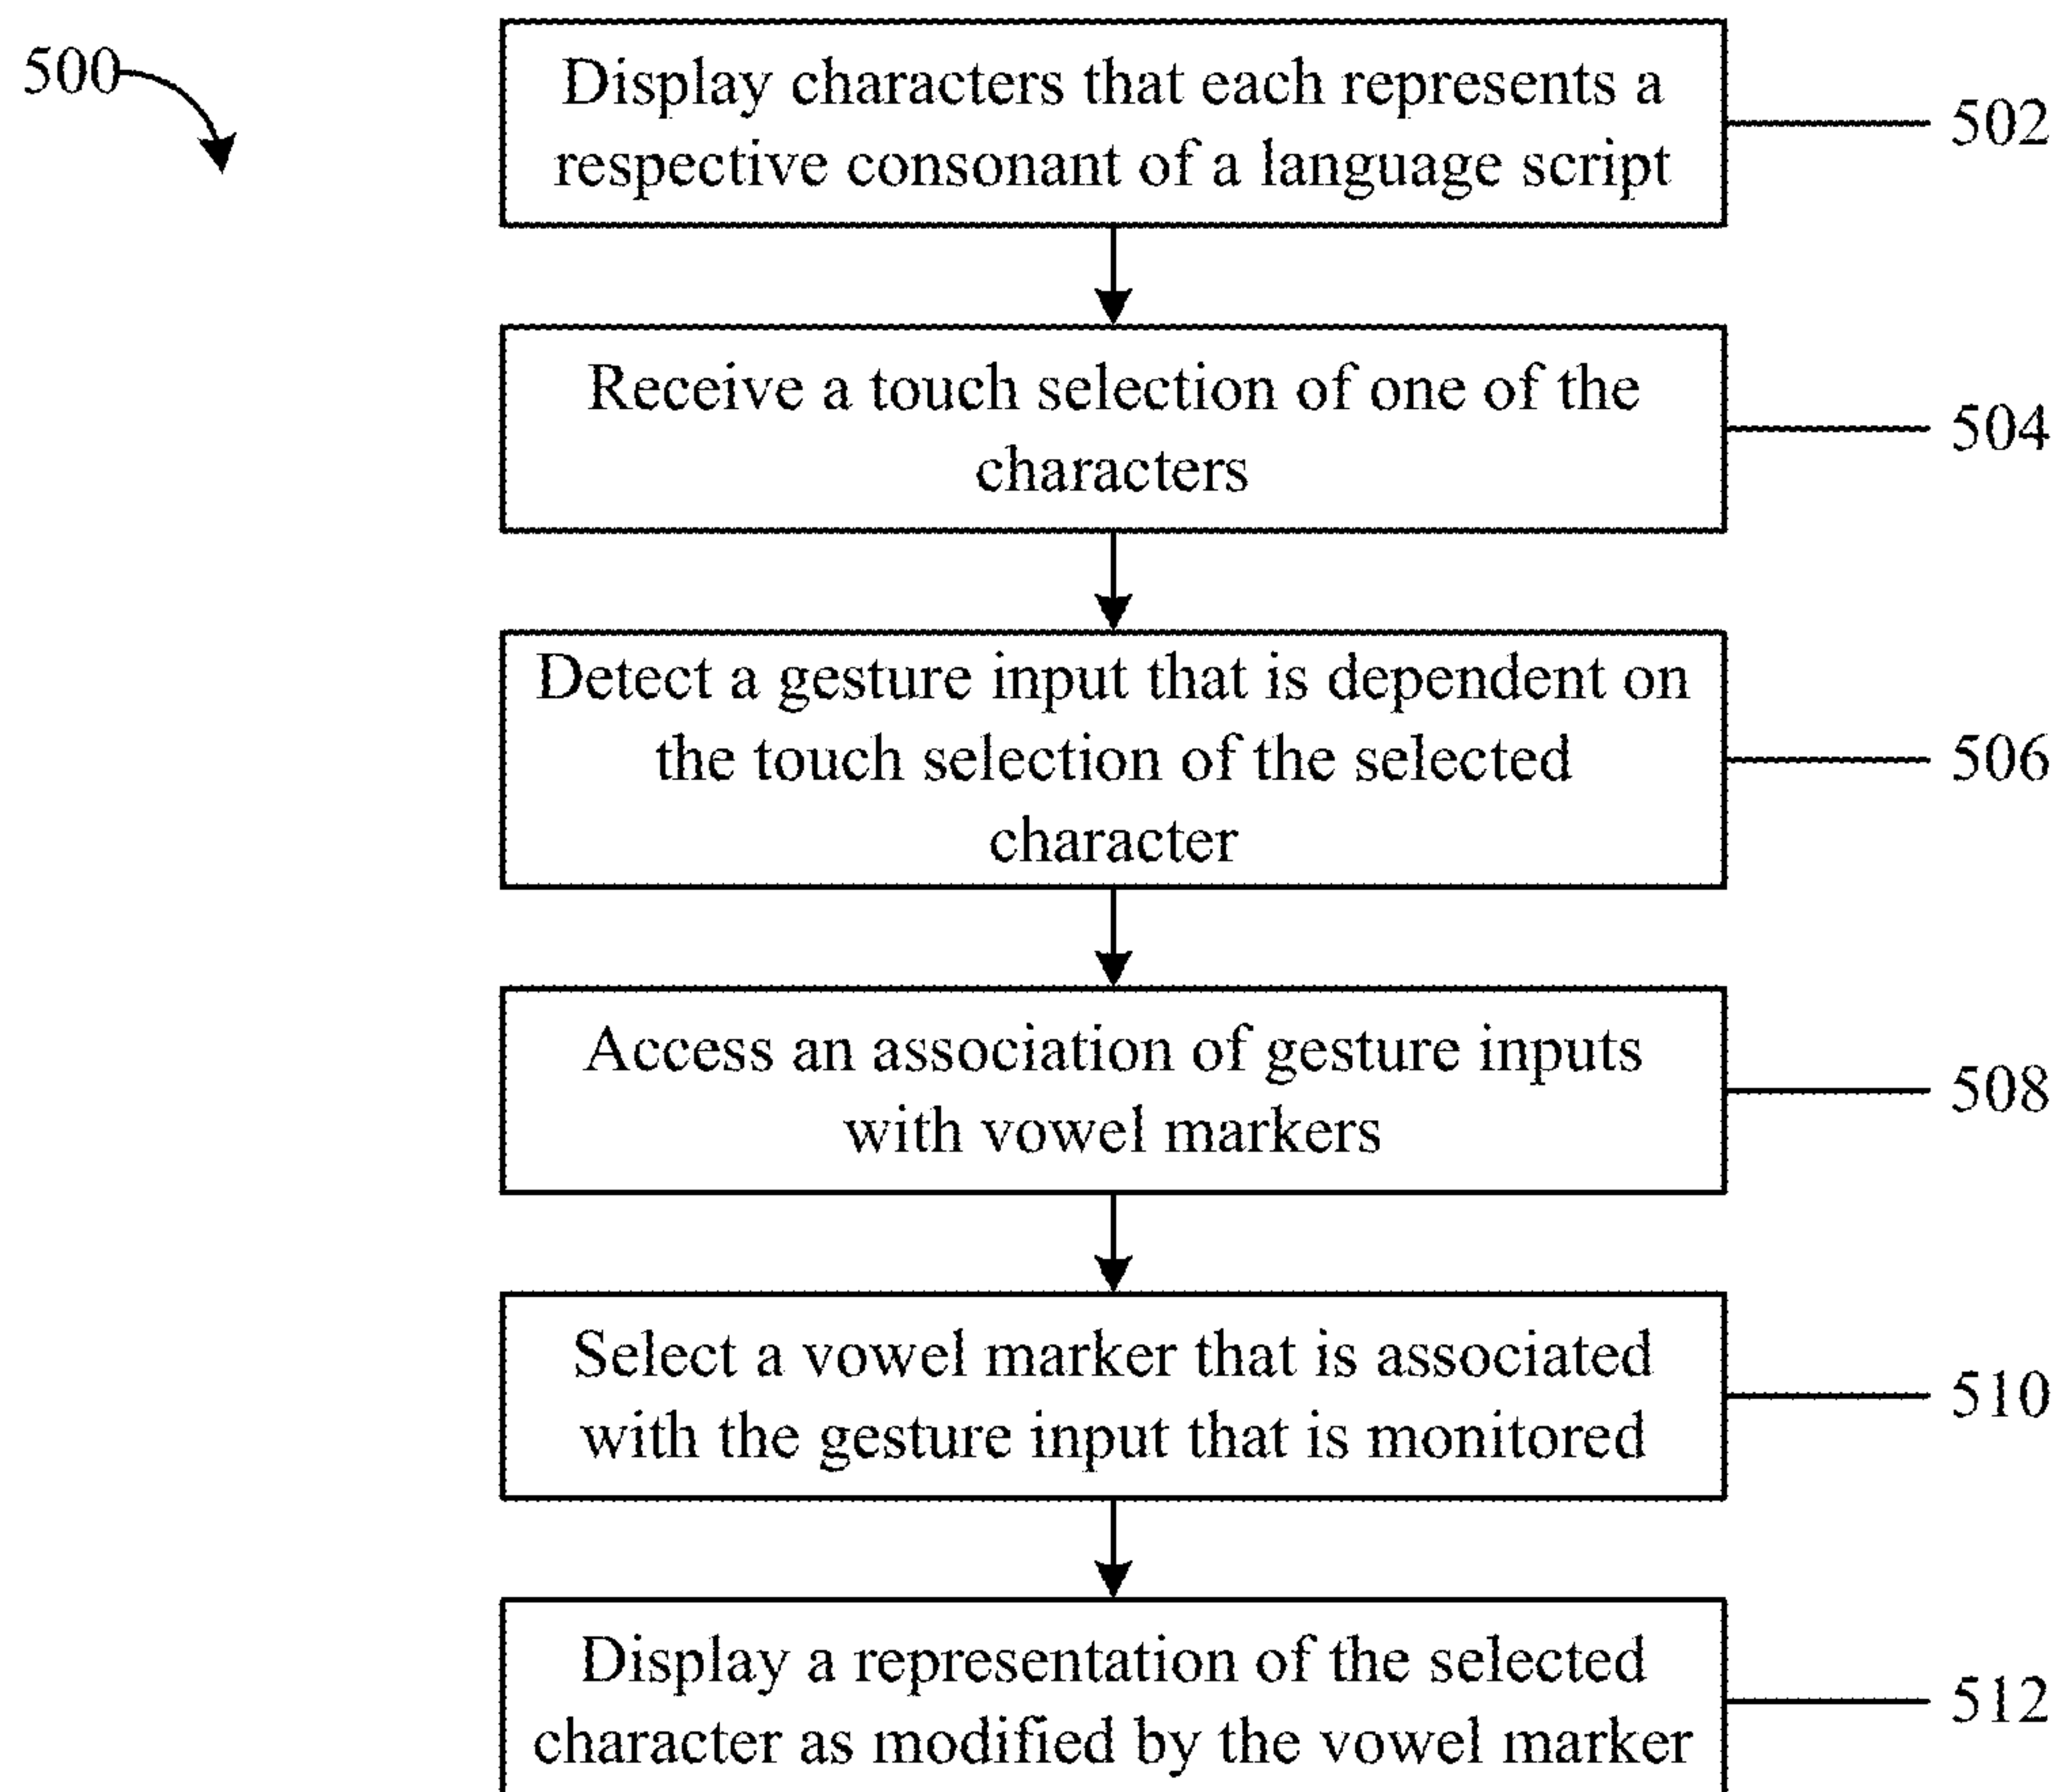 500
Display characters that each represents a
respective consonant of a language script
502
Receive a touch selection of one of the
characters
504
Detect a gesture input that is dependent on
the touch selection of the selected
character
506
Access an association of gesture inputs
with vowel markers
508
Select a vowel marker that is associated
with the gesture input that is monitored
510
Display a representation of the selected
character as modified by the vowel marker
512